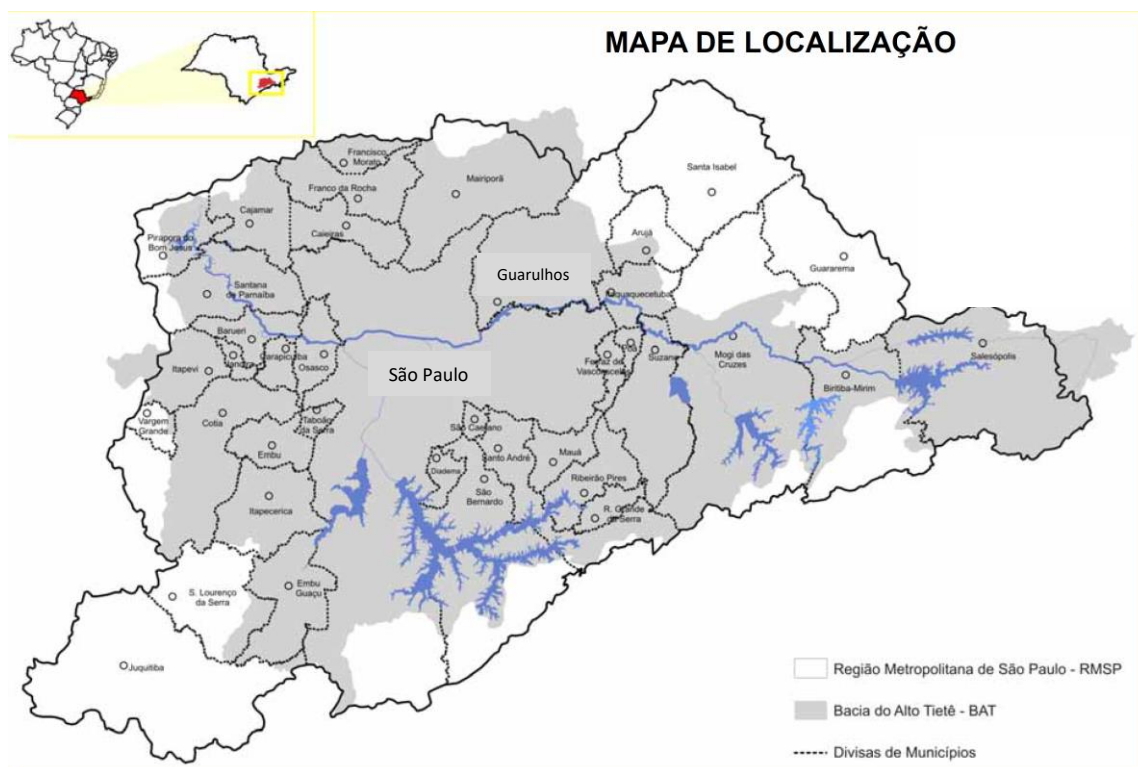 MAPA DE LOCALIZAÇÃO
Francisco
Morato
Franco da Rocha
Mairiporã
Santa Isabel
Cajamar
Caieiras
Arujá
Pirapora do
Bom Jesus
Guarulhos
Guararema
Santana
de Parnaíba
Itaquaquecetuba
Barueri
Jandira
Carapicuíba
Osasco
Itapevi
São Paulo
Poá
Ferraz de
Vasconcelos
Suzano
Mogi das
Cruzes
Biritiba-Mirim
Salesópolis
Vargem
Grande
Cotia
Taboão
da Serra
Embu
São Caetano
Santo André
Mauá
Diadema
São
Bernardo
Ribeirão Pires
R. Grande
da Serra
Itapecerica
Embu
Guaçu
S. Lourenço
da Serra
Juquitiba
Região Metropolitana de São Paulo - RMSP
Bacia do Alto Tietê - BAT
Divisas de Municípios